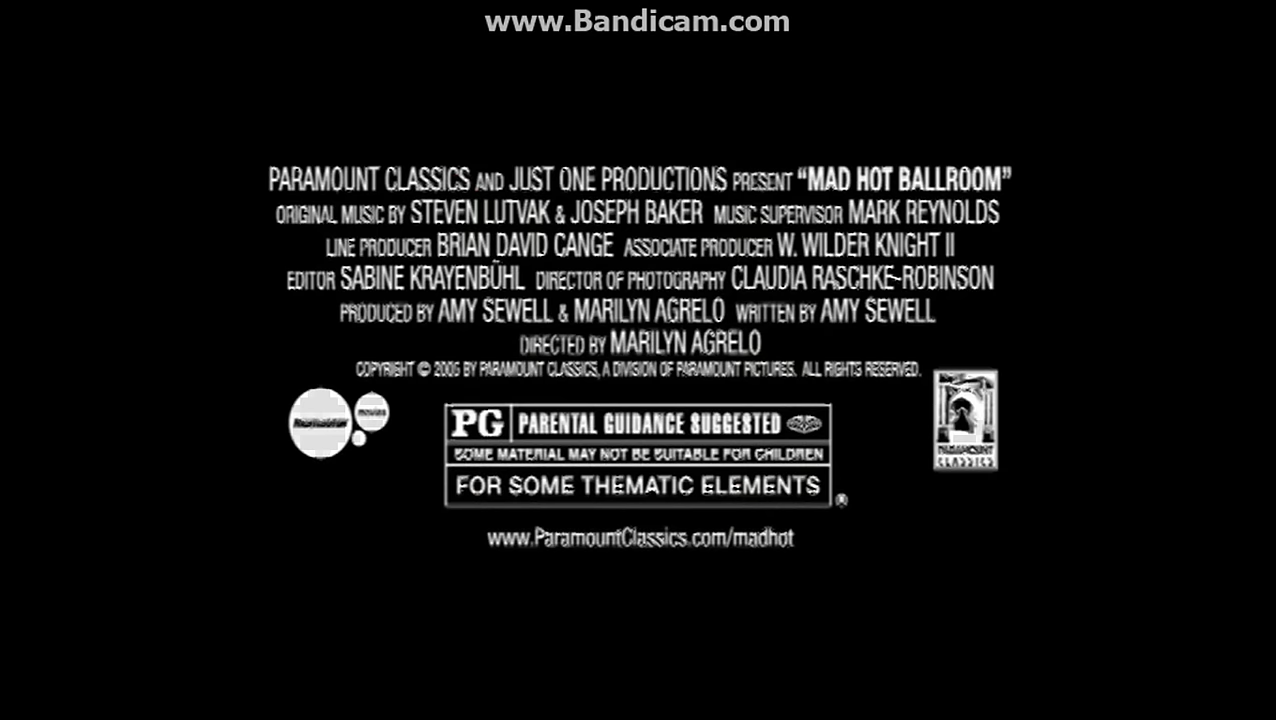 www.Bandicam.com
PARAMOUNT CLASSICS AND JUST ONE PRODUCTIONS PRESENT “MAD HOT BALLROOM”
ORIGINAL MUSIC BY STEVEN LUTVAK & JOSEPH BAKER MUSIC SUPERVISOR MARK REYNOLDS
LINE PRODUCER BRIAN DAVID CANGE ASSOCIATE PRODUCER W. WILDER KNIGHT II
EDITOR SABINE KRAYENBÜHL DIRECTOR OF PHOTOGRAPHY CLAUDIA RASCHKE-ROBINSON
PRODUCED BY AMY SEWELL & MARILYN AGRELO WRITTEN BY AMY SEWELL
DIRECTED BY MARILYN AGRELO
COPYRIGHT © 2005 BY PARAMOUNT CLASSICS, A DIVISION OF PARAMOUNT PICTURES. ALL RIGHTS RESERVED.
movies
PG PARENTAL GUIDANCE SUGGESTED
SOME MATERIAL MAY NOT BE SUITABLE FOR CHILDREN
FOR SOME THEMATIC ELEMENTS
®
PARAMOUNT
CLASSICS
www.ParamountClassics.com/madhot